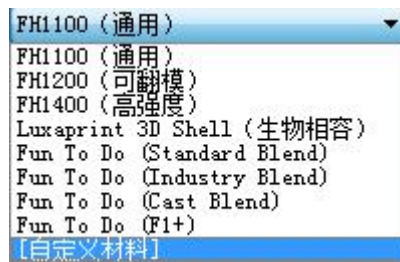 FH1100（通用）
FH1100（通用）
FH1200（可翻模）
FH1400（高强度）
Luxaprint 3D Shell（生物相容）
Fun To Do (Standard Blend)
Fun To Do (Industry Blend)
Fun To Do (Cast Blend)
Fun To Do (F1+)
[自定义材料]